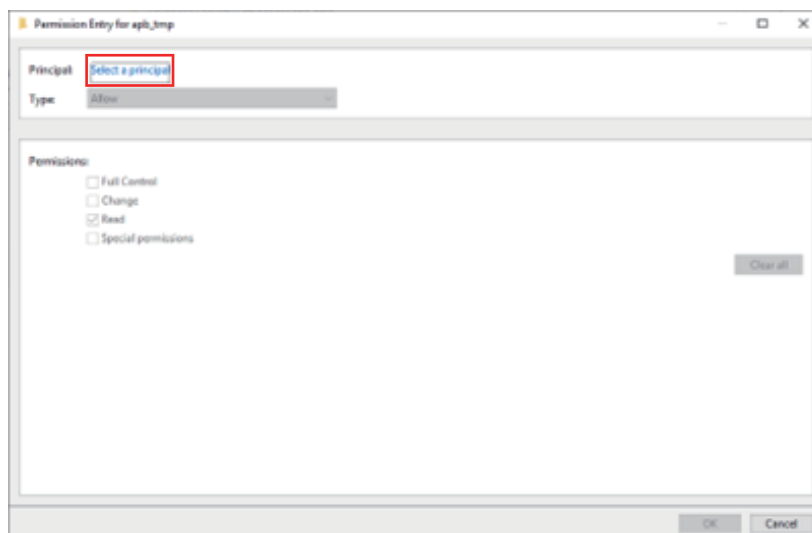 Permission Entry for apb_tmp
Principal: Select a principal
Type: Allow
Permissions:
Full Control
Change
Read
Special permissions
Clear all
OK Cancel